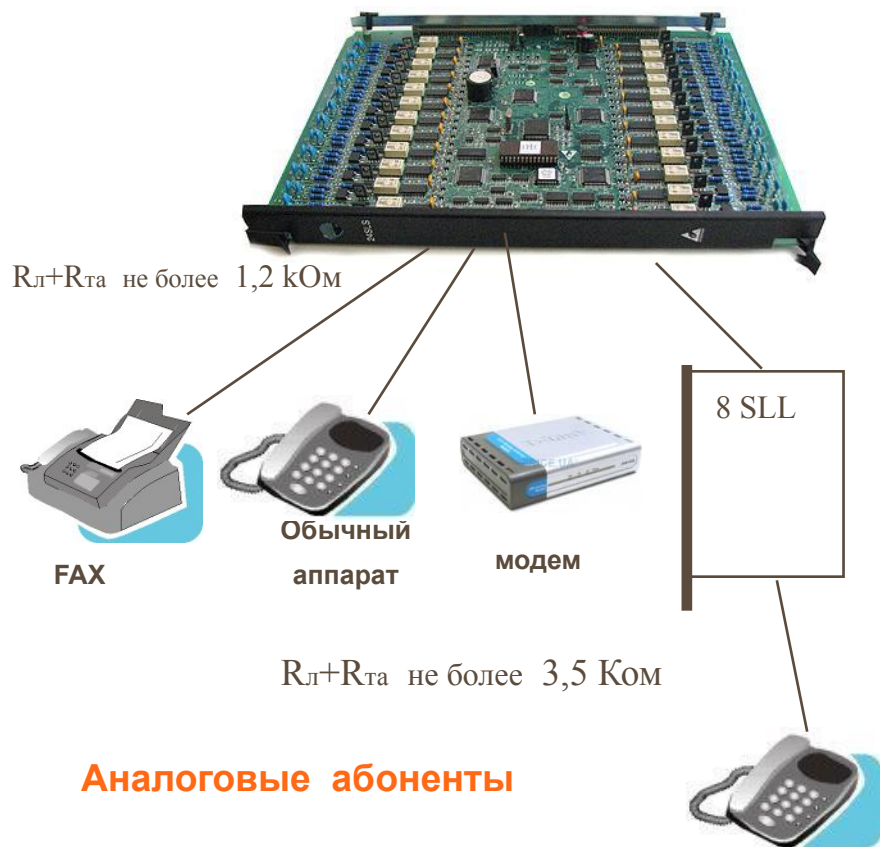 24SLS
Rл+Rта не более 1,2 kОм
8 SLL
FAX
Обычный
аппарат
модем
Rл+Rта не более 3,5 Ком
Аналоговые абоненты